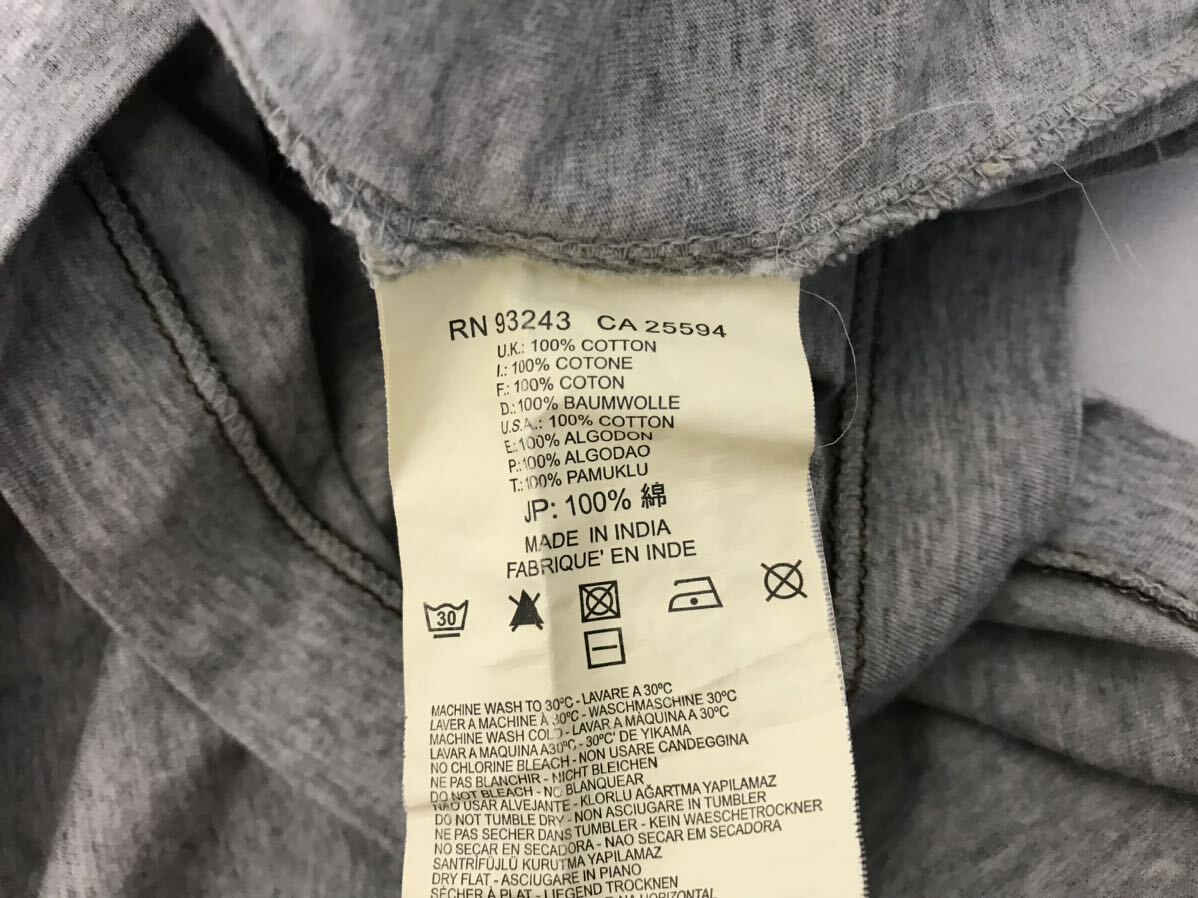 RN 93243 CA 25594
U.K.: 100% COTTON
I.: 100% COTONE
F.: 100% COTON
D.: 100% BAUMWOLLE
U.S.A.: 100% COTTON
E.: 100% ALGODON
P.: 100% ALGODAO
T.: 100% PAMUKLU
JP: 100% 綿
MADE IN INDIA
FABRIQUE' EN INDE
30
MACHINE WASH TO 30°C - LAVARE A 30°C
LAVER A MACHINE À 30°C - WASCHMASCHINE 30°C
MACHINE WASH COLD - LAVAR A MÁQUINA A 30°C
LAVAR A MAQUINA A30°C - 30°C' DE YIKAMA
NO CHLORINE BLEACH - NON USARE CANDEGGINA
NE PAS BLANCHIR - NICHT BLEICHEN
DO NOT BLEACH - NO BLANQUEAR
NÃO USAR ALVEJANTE - KLORLU AĞARTMA YAPILAMAZ
DO NOT TUMBLE DRY - NON ASCIUGARE IN TUMBLER
NE PAS SECHER DANS TUMBLER - KEIN WAESCHETROCKNER
NO SECAR EN SECADORA - NAO SECAR EM SECADORA
SANTRİFÜJLÜ KURUTMA YAPILAMAZ
DRY FLAT - ASCIUGARE IN PIANO
SÉCHER À PLAT - LIEGEND TROCKNEN
HORIZONTAL